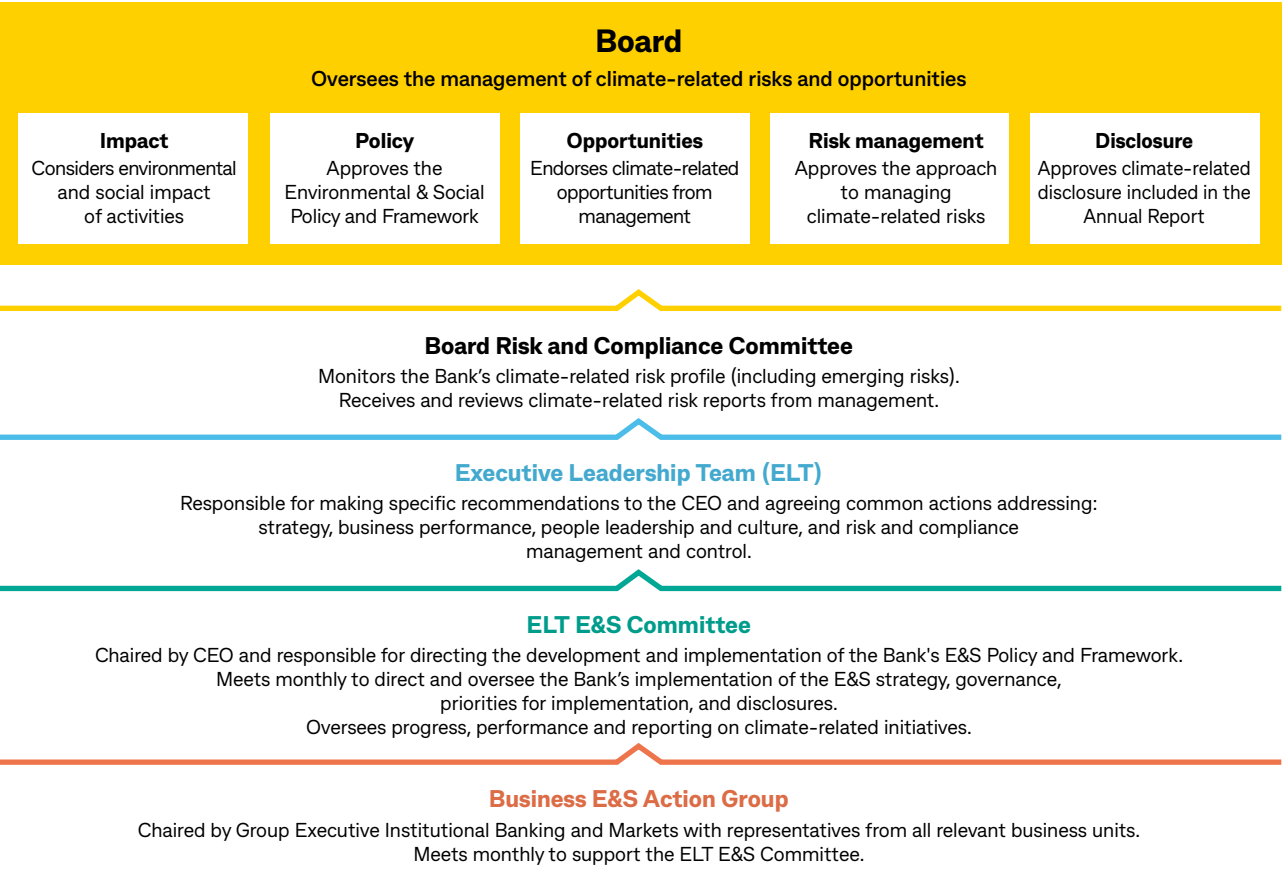 Board
Oversees the management of climate-related risks and opportunities
Impact
Considers environmental
and social impact
of activities
Policy
Approves the
Environmental & Social
Policy and Framework
Opportunities
Endorses climate-related
opportunities from
management
Risk management
Approves the approach
to managing
climate-related risks
Disclosure
Approves climate-related
disclosure included in the
Annual Report
Board Risk and Compliance Committee
Monitors the Bank’s climate-related risk profile (including emerging risks).
Receives and reviews climate-related risk reports from management.
Executive Leadership Team (ELT)
Responsible for making specific recommendations to the CEO and agreeing common actions addressing:
strategy, business performance, people leadership and culture, and risk and compliance
management and control.
ELT E&S Committee
Chaired by CEO and responsible for directing the development and implementation of the Bank's E&S Policy and Framework.
Meets monthly to direct and oversee the Bank’s implementation of the E&S strategy, governance,
priorities for implementation, and disclosures.
Oversees progress, performance and reporting on climate-related initiatives.
Business E&S Action Group
Chaired by Group Executive Institutional Banking and Markets with representatives from all relevant business units.
Meets monthly to support the ELT E&S Committee.